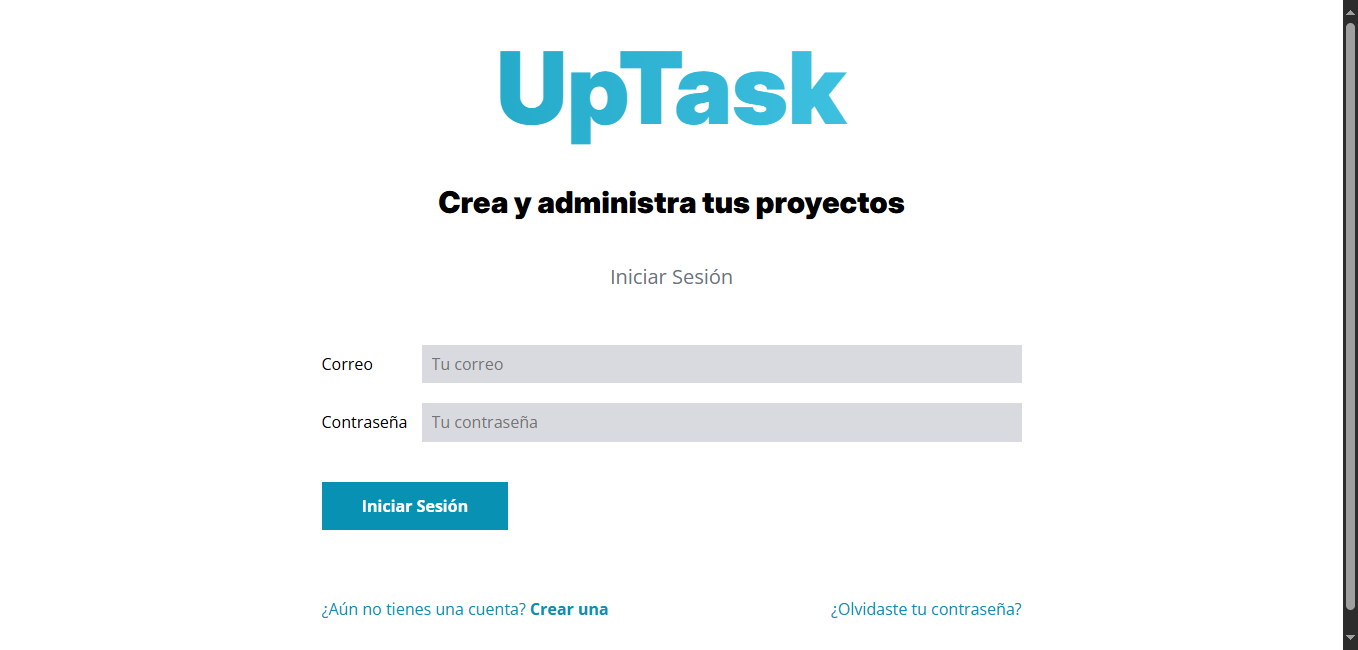 UpTask
Crea y administra tus proyectos
Iniciar Sesión
Correo Tu correo
Contraseña Tu contraseña
Iniciar Sesión
¿Aún no tienes una cuenta? Crear una ¿Olvidaste tu contraseña?